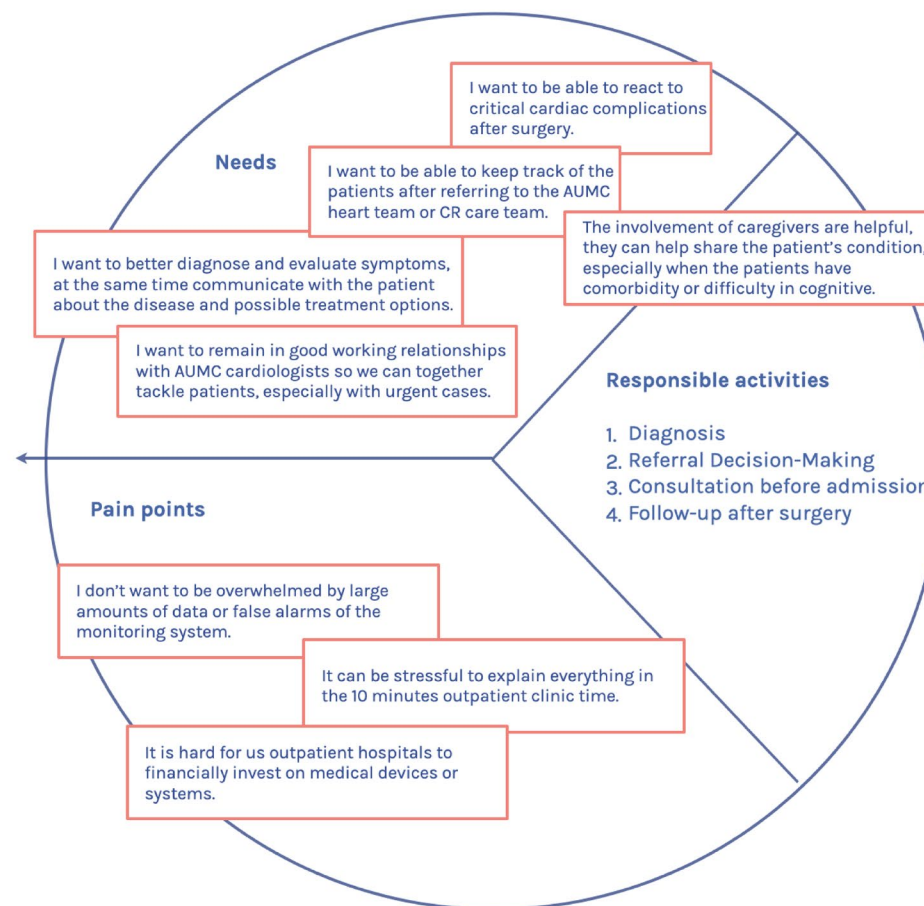 Needs
I want to be able to react to
critical cardiac complications
after surgery.
I want to be able to keep track of the
patients after referring to the AUMC
heart team or CR care team.
The involvement of caregivers are helpful,
they can help share the patient's condition,
especially when the patients have
comorbidity or difficulty in cognitive.
I want to better diagnose and evaluate symptoms,
at the same time communicate with the patient
about the disease and possible treatment options.
I want to remain in good working relationships
with AUMC cardiologists so we can together
tackle patients, especially with urgent cases.
Responsible activities
1. Diagnosis
2. Referral Decision-Making
3. Consultation before admission
4. Follow-up after surgery
Pain points
I don't want to be overwhelmed by large
amounts of data or false alarms of the
monitoring system.
It can be stressful to explain everything in
the 10 minutes outpatient clinic time.
It is hard for us outpatient hospitals to
financially invest on medical devices or
systems.